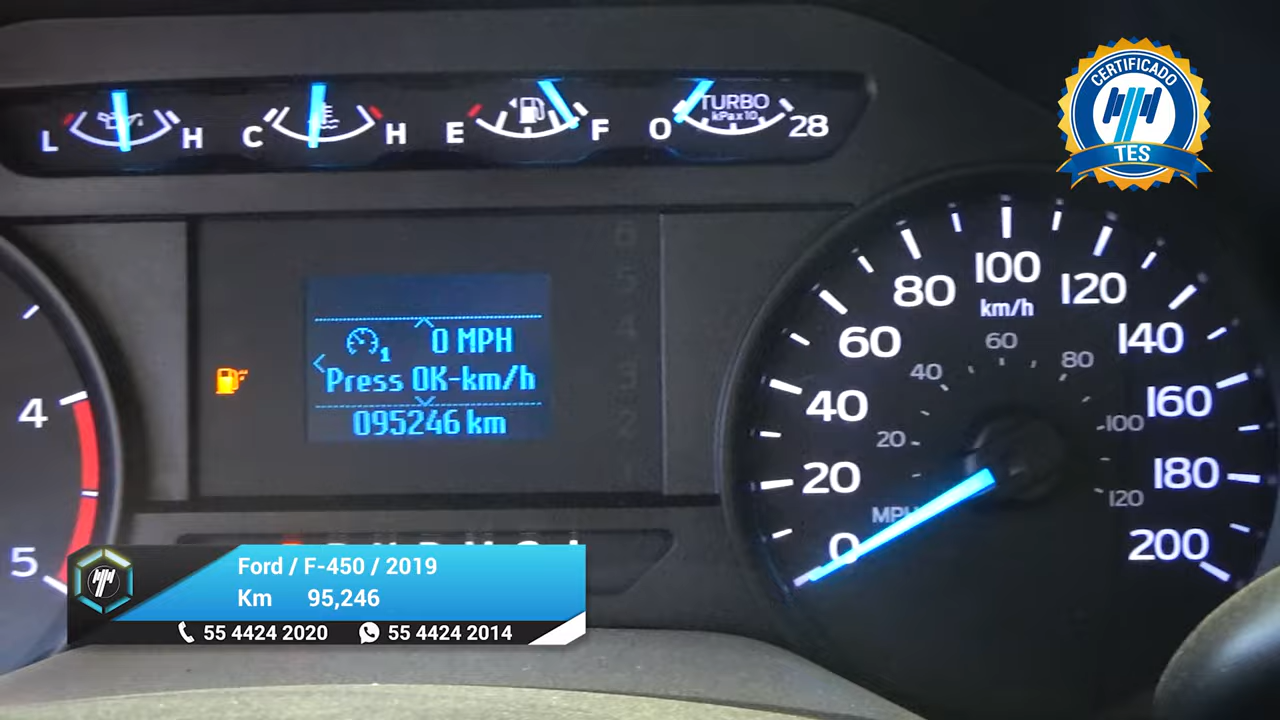 CERTIFICADO
TES
L H
C H
E F
TURBO
kPax10
0 28
0 MPH
1
Press OK-km/h
095246 km
4
5
0
20
40
60
80
100
120
140
160
180
200
km/h
MPH
20
40
60
80
100
120
Ford / F-450 / 2019
Km 95,246
55 4424 2020 55 4424 2014